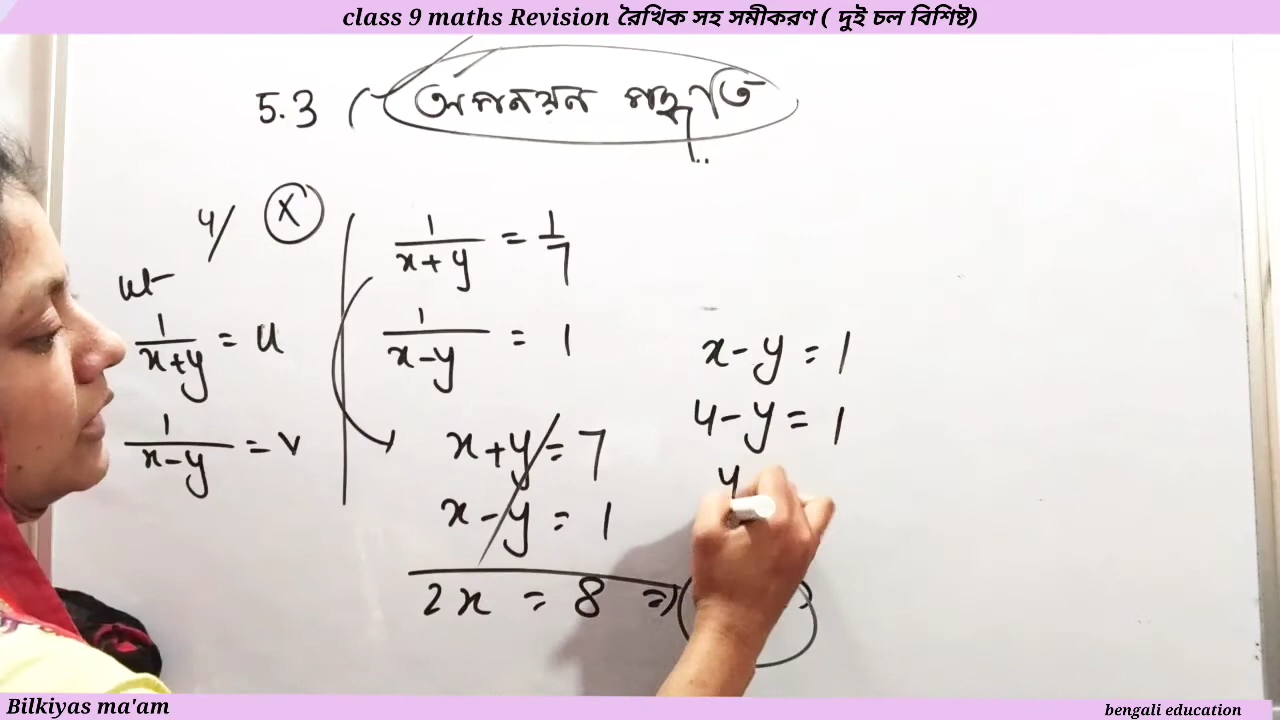 class 9 maths Revision রৈখিক সহ সমীকরণ ( দুই চল বিশিষ্ট)
5.3 ( অপনয়ন পদ্ধতি
4/ (X)
let
1/(x+y) = u
1/(x-y) = v
1/(x+y) = 1/7
1/(x-y) = 1
x+y = 7
x-y = 1
2x = 8 =>
x-y = 1
4-y = 1
y
Bilkiyas ma'am
bengali education